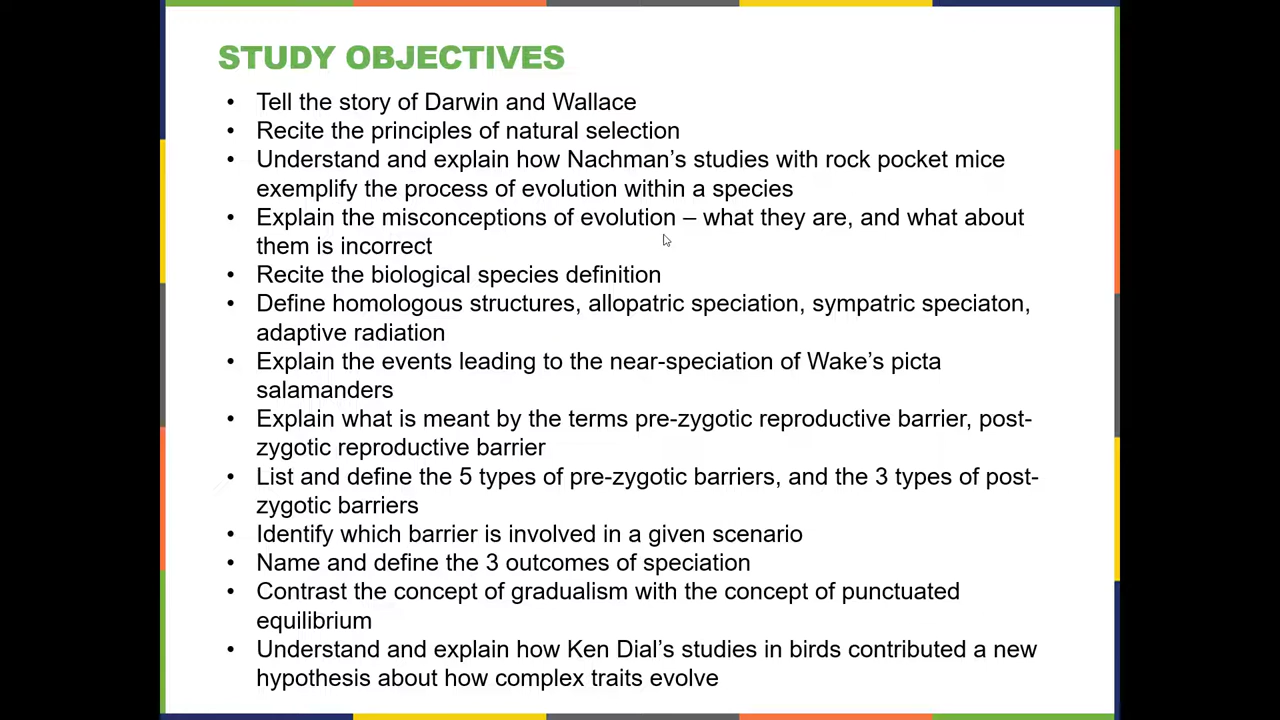 STUDY OBJECTIVES
• Tell the story of Darwin and Wallace
• Recite the principles of natural selection
• Understand and explain how Nachman's studies with rock pocket mice
exemplify the process of evolution within a species
• Explain the misconceptions of evolution – what they are, and what about
them is incorrect
• Recite the biological species definition
• Define homologous structures, allopatric speciation, sympatric speciaton,
adaptive radiation
• Explain the events leading to the near-speciation of Wake's picta
salamanders
• Explain what is meant by the terms pre-zygotic reproductive barrier, post-
zygotic reproductive barrier
• List and define the 5 types of pre-zygotic barriers, and the 3 types of post-
zygotic barriers
• Identify which barrier is involved in a given scenario
• Name and define the 3 outcomes of speciation
• Contrast the concept of gradualism with the concept of punctuated
equilibrium
• Understand and explain how Ken Dial's studies in birds contributed a new
hypothesis about how complex traits evolve